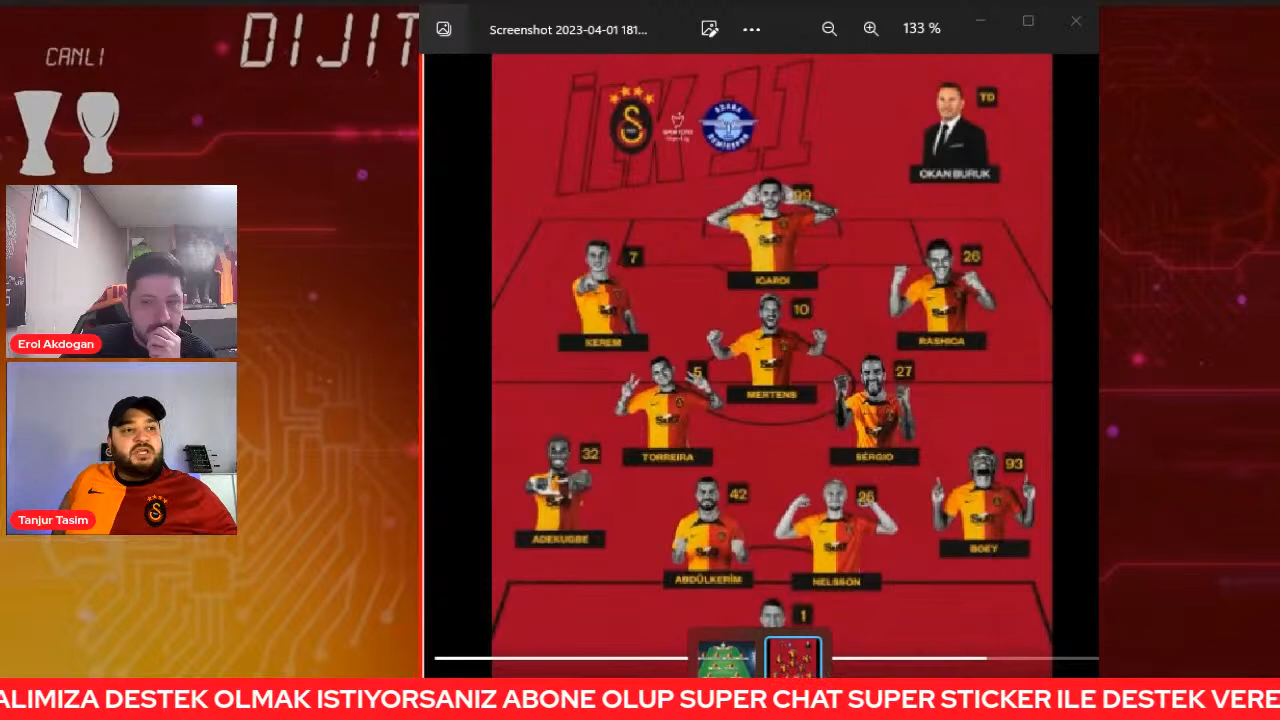 CANLI
DIJIT
Screenshot 2023-04-01 181...
133 %
İLK 11
TD
OKAN BURUK
99
ICARDI
7
KEREM
26
RASHICA
10
MERTENS
5
TORREIRA
27
SERGIO
32
ADEKUGBE
42
ABDÜLKERİM
25
NELSSON
93
BOEY
1
Erol Akdogan
Tanjur Tasim
ALIMIZA DESTEK OLMAK ISTIYORSANIZ ABONE OLUP SUPER CHAT SUPER STICKER ILE DESTEK VERE